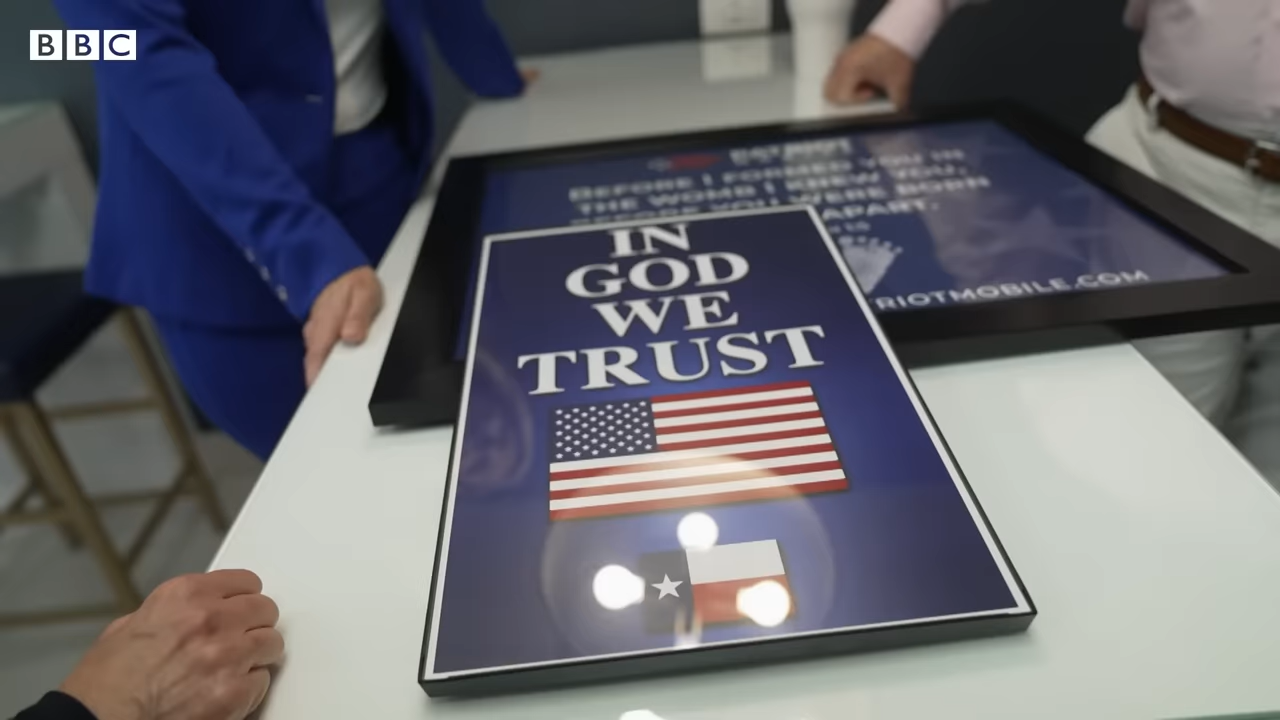 BBC
PATRIOT
BEFORE I FORMED YOU IN
THE WOMB I KNEW YOU,
BEFORE YOU WERE BORN
APART.
RIOTMOBILE.COM
IN
GOD
WE
TRUST